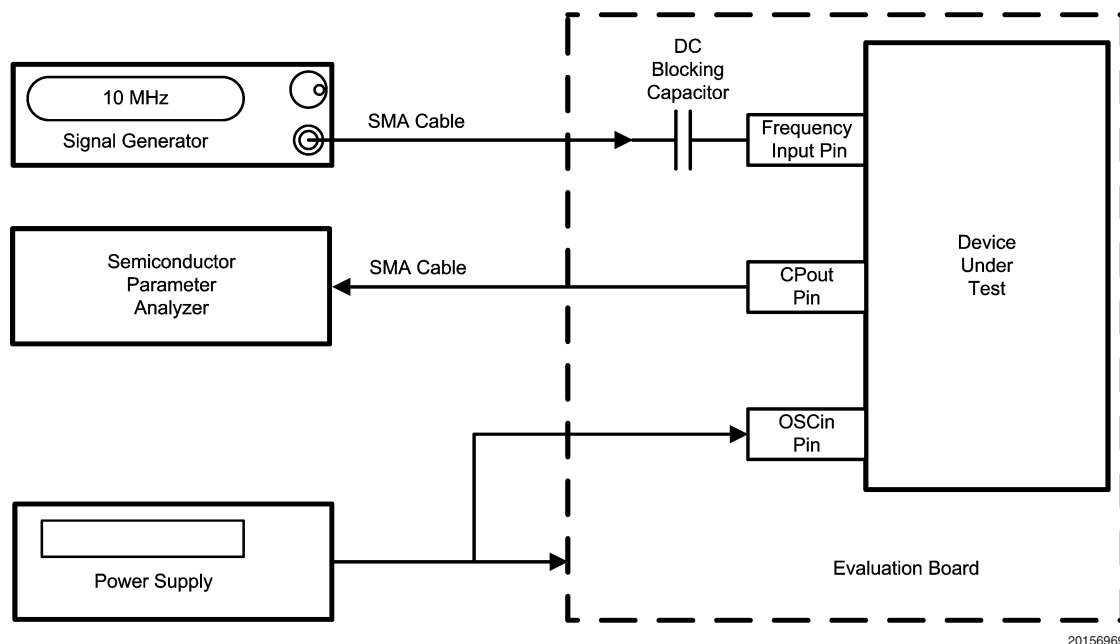 10 MHz
Signal Generator
SMA Cable
DC
Blocking
Capacitor
Frequency
Input Pin
Semiconductor
Parameter
Analyzer
SMA Cable
CPout
Pin
Device
Under
Test
OSCin
Pin
Power Supply
Evaluation Board